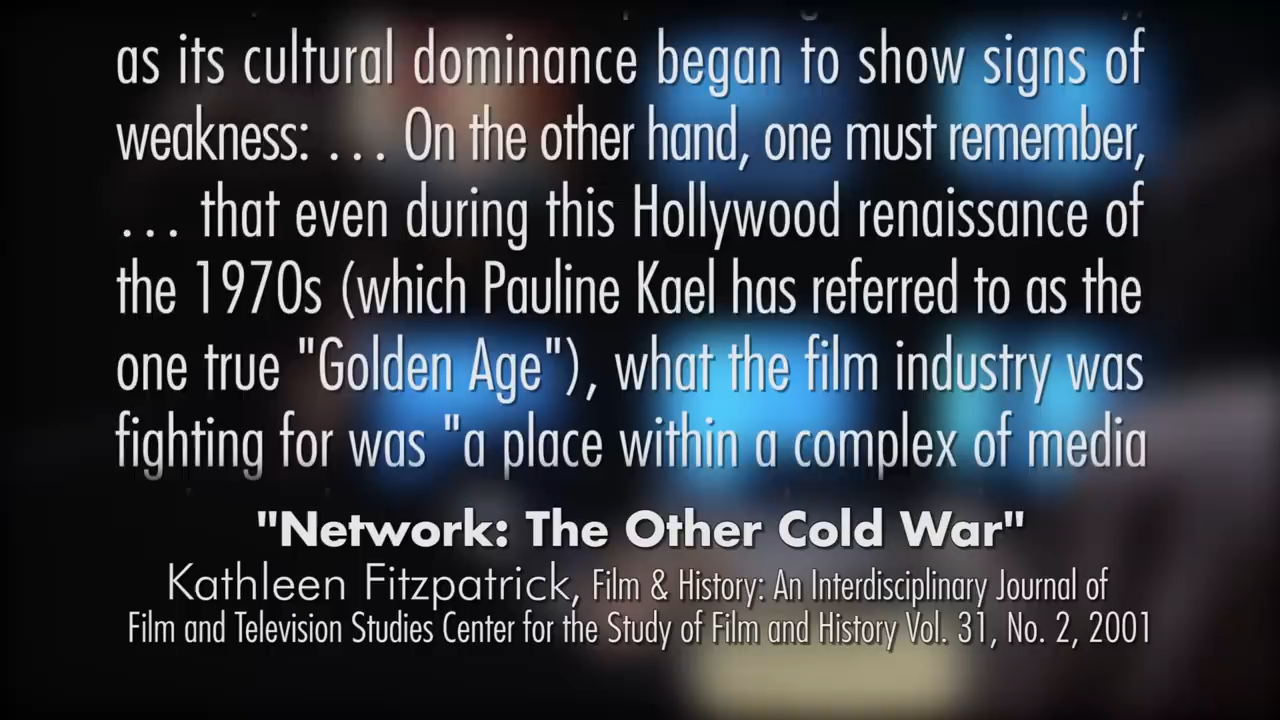 as its cultural dominance began to show signs of
weakness: … On the other hand, one must remember,
… that even during this Hollywood renaissance of
the 1970s (which Pauline Kael has referred to as the
one true "Golden Age"), what the film industry was
fighting for was "a place within a complex of media
"Network: The Other Cold War"
Kathleen Fitzpatrick, Film & History: An Interdisciplinary Journal of
Film and Television Studies Center for the Study of Film and History Vol. 31, No. 2, 2001